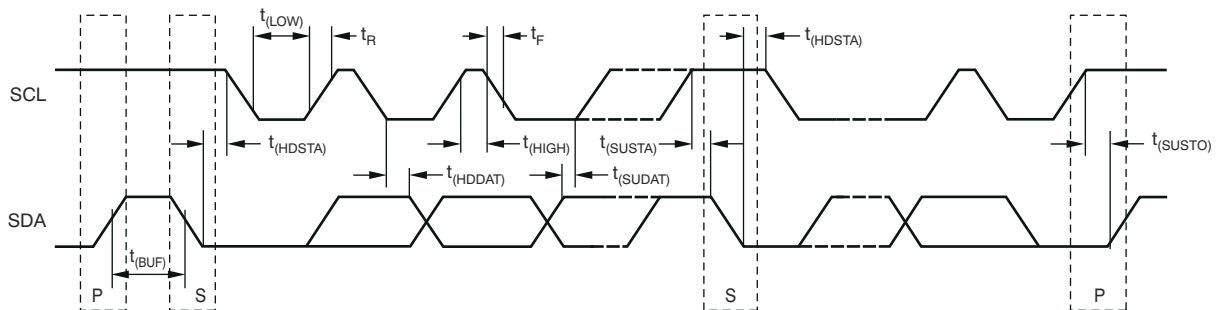 t(LOW)
tR
tF
t(HDSTA)
SCL
t(HDSTA)
t(HIGH)
t(SUSTA)
t(SUSTO)
t(HDDAT)
t(SUDAT)
SDA
t(BUF)
P
S
S
P